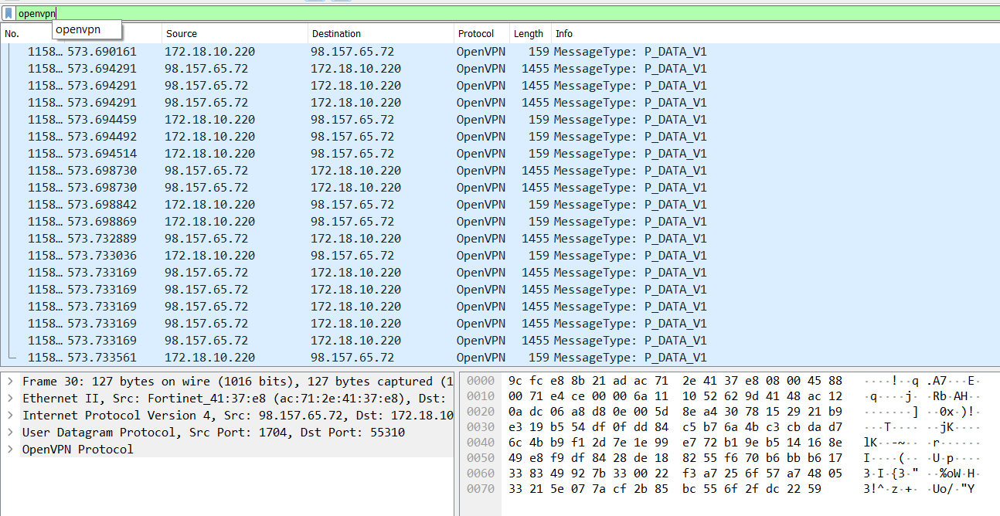 openvpn
openvpn
No. Source Destination Protocol Length Info
1158… 573.690161 172.18.10.220 98.157.65.72 OpenVPN 159 MessageType: P_DATA_V1
1158… 573.694291 98.157.65.72 172.18.10.220 OpenVPN 1455 MessageType: P_DATA_V1
1158… 573.694291 98.157.65.72 172.18.10.220 OpenVPN 1455 MessageType: P_DATA_V1
1158… 573.694291 98.157.65.72 172.18.10.220 OpenVPN 1455 MessageType: P_DATA_V1
1158… 573.694459 172.18.10.220 98.157.65.72 OpenVPN 159 MessageType: P_DATA_V1
1158… 573.694492 172.18.10.220 98.157.65.72 OpenVPN 159 MessageType: P_DATA_V1
1158… 573.694514 172.18.10.220 98.157.65.72 OpenVPN 159 MessageType: P_DATA_V1
1158… 573.698730 98.157.65.72 172.18.10.220 OpenVPN 1455 MessageType: P_DATA_V1
1158… 573.698730 98.157.65.72 172.18.10.220 OpenVPN 1455 MessageType: P_DATA_V1
1158… 573.698842 172.18.10.220 98.157.65.72 OpenVPN 159 MessageType: P_DATA_V1
1158… 573.698869 172.18.10.220 98.157.65.72 OpenVPN 159 MessageType: P_DATA_V1
1158… 573.732889 98.157.65.72 172.18.10.220 OpenVPN 1455 MessageType: P_DATA_V1
1158… 573.733036 172.18.10.220 98.157.65.72 OpenVPN 159 MessageType: P_DATA_V1
1158… 573.733169 98.157.65.72 172.18.10.220 OpenVPN 1455 MessageType: P_DATA_V1
1158… 573.733169 98.157.65.72 172.18.10.220 OpenVPN 1455 MessageType: P_DATA_V1
1158… 573.733169 98.157.65.72 172.18.10.220 OpenVPN 1455 MessageType: P_DATA_V1
1158… 573.733169 98.157.65.72 172.18.10.220 OpenVPN 1455 MessageType: P_DATA_V1
1158… 573.733169 98.157.65.72 172.18.10.220 OpenVPN 1455 MessageType: P_DATA_V1
1158… 573.733561 172.18.10.220 98.157.65.72 OpenVPN 159 MessageType: P_DATA_V1
Frame 30: 127 bytes on wire (1016 bits), 127 bytes captured (1
Ethernet II, Src: Fortinet_41:37:e8 (ac:71:2e:41:37:e8), Dst:
Internet Protocol Version 4, Src: 98.157.65.72, Dst: 172.18.10
User Datagram Protocol, Src Port: 1704, Dst Port: 55310
OpenVPN Protocol
0000 9c fc e8 8b 21 ad ac 71 2e 41 37 e8 08 00 45 88 ····!··q .A7···E·
0010 00 71 e4 ce 00 00 6a 11 10 52 62 9d 41 48 ac 12 ·q····j· ·Rb·AH··
0020 0a dc 06 a8 d8 0e 00 5d 8e a4 30 78 15 29 21 b9 ·······] ··0x·)!·
0030 e3 19 b5 54 df 0f dd 84 c5 b7 6a 4b c3 cb da d7 ···T···· ··jK····
0040 6c 4b b9 f1 2d 7e 1e 99 e7 72 b1 9e b5 14 16 8e lK··-~·· ·r······
0050 49 e8 f9 df 84 28 de 18 82 55 f6 70 b6 bb b6 17 I····(·· ·U·p····
0060 33 83 49 92 7b 33 00 22 f3 a7 25 6f 57 a7 48 05 3·I·{3·" ··%oW·H·
0070 33 21 5e 07 7a cf 2b 85 bc 55 6f 2f dc 22 59 3!^·z·+· ·Uo/·"Y